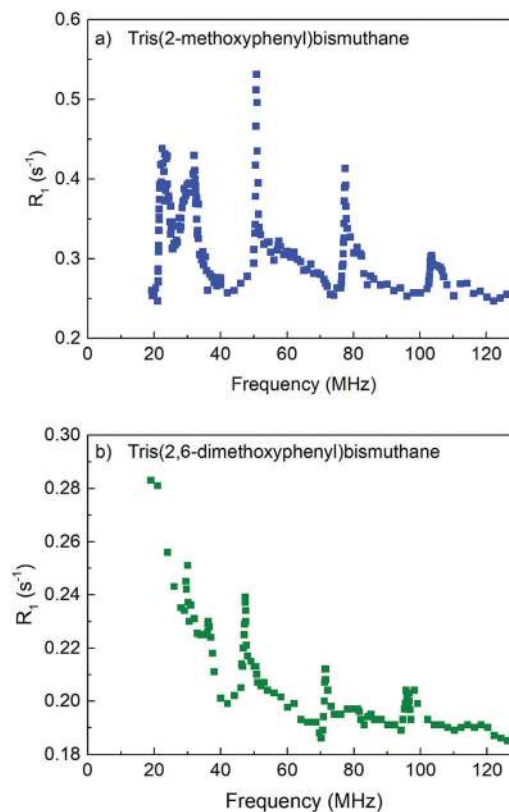 a) Tris(2-methoxyphenyl)bismuthane
0.6
0.5
0.4
0.3
0.2
R₁ (s⁻¹)
0 20 40 60 80 100 120
Frequency (MHz)
b) Tris(2,6-dimethoxyphenyl)bismuthane
0.30
0.28
0.26
0.24
0.22
0.20
0.18
R₁ (s⁻¹)
0 20 40 60 80 100 120
Frequency (MHz)